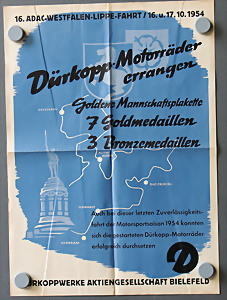 16. ADAC-WESTFALEN-LIPPE-FAHRT / 16. u. 17. 10. 1954
Dürkopp-Motorräder
errangen
Goldene Mannschaftsplakette
7 Goldmedaillen
3 Bronzemedaillen
Auch bei dieser letzten Zuverlässigkeits-
fahrt der Motorsportsaison 1954 konnten
sich die gestarteten Dürkopp-Motorräder
erfolgreich durchsetzen
D
RKOPPWERKE AKTIENGESELLSCHAFT BIELEFELD